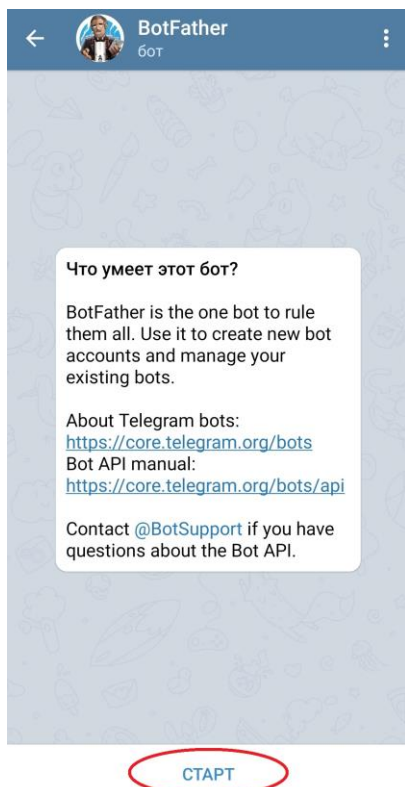 BotFather
бот
Что умеет этот бот?
BotFather is the one bot to rule
them all. Use it to create new bot
accounts and manage your
existing bots.
About Telegram bots:
https://core.telegram.org/bots
Bot API manual:
https://core.telegram.org/bots/api
Contact @BotSupport if you have
questions about the Bot API.
СТАРТ